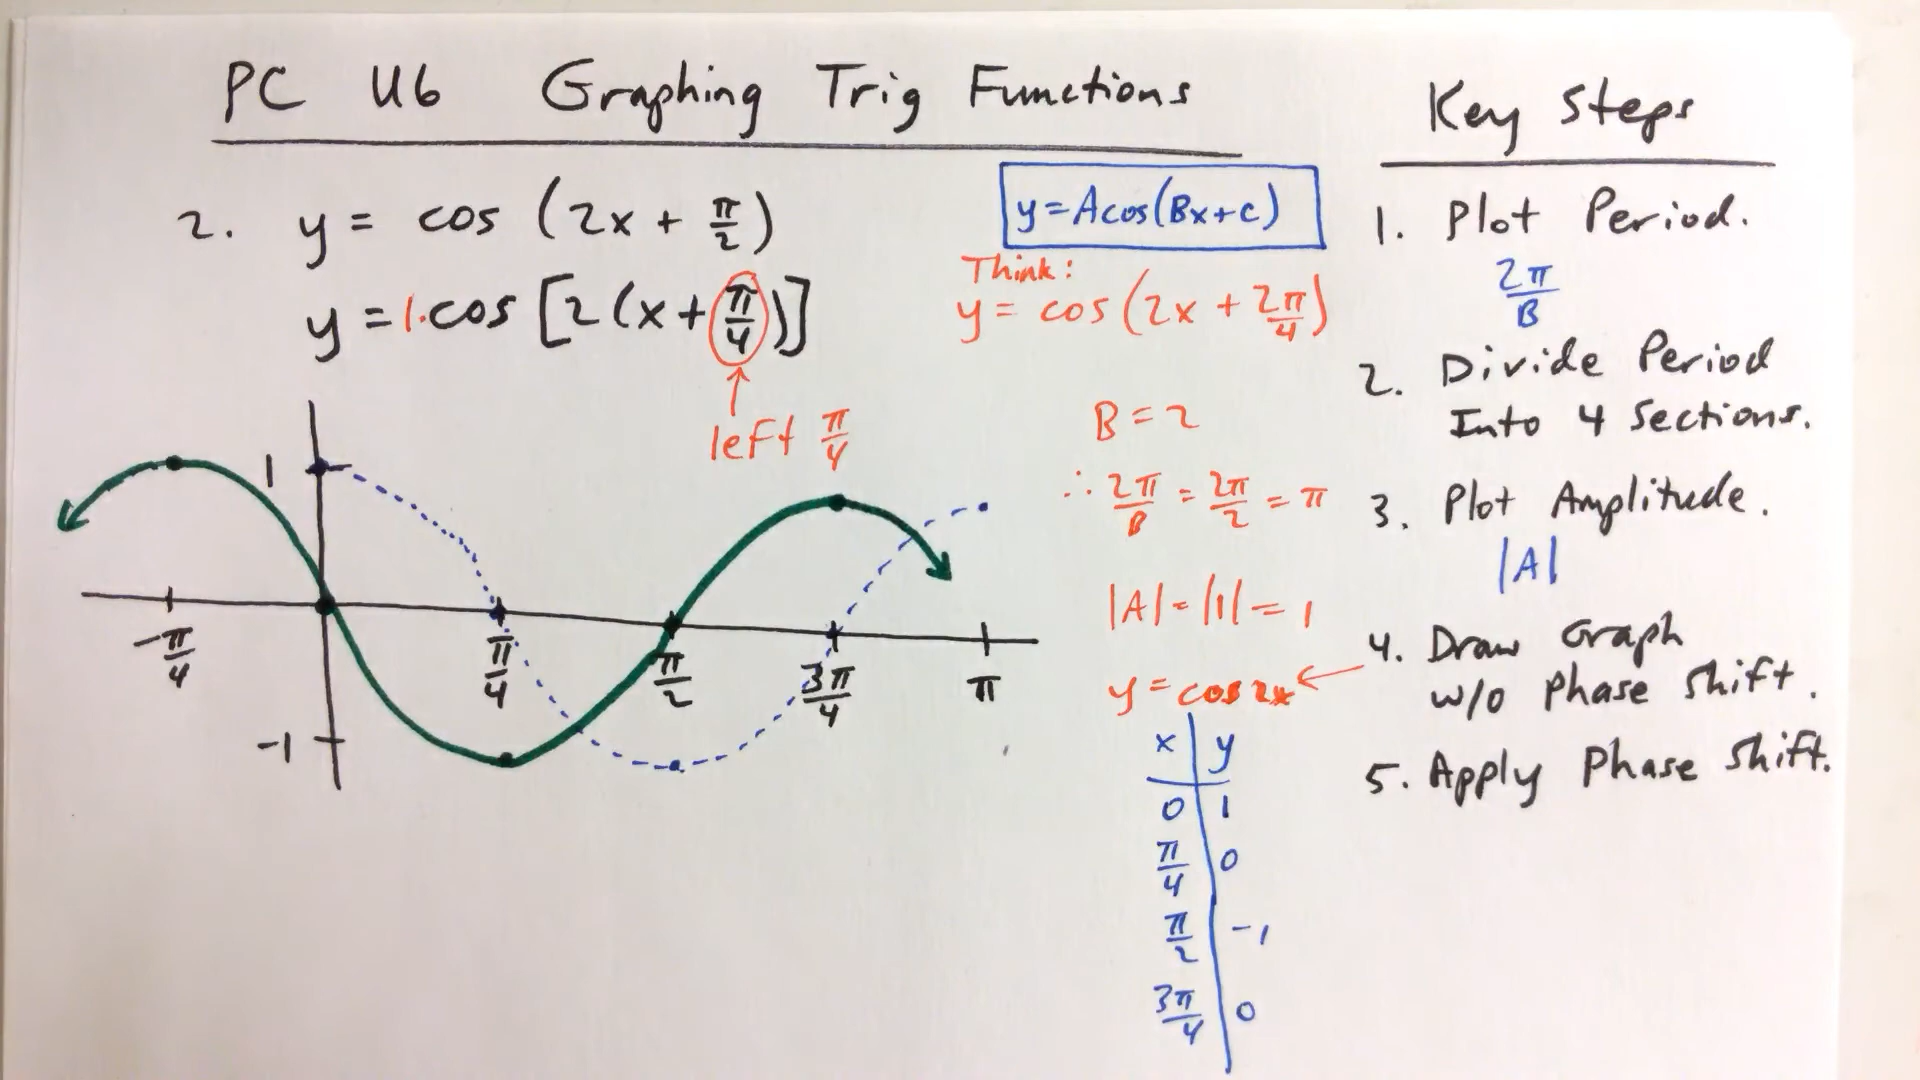 PC U6 Graphing Trig Functions
2. y = cos (2x + π/2)
y = 1·cos [2(x + π/4)]
left π/4
y = Acos(Bx+c)
Think:
y = cos (2x + 2π/4)
B = 2
∴ 2π/B = 2π/2 = π
|A| = |1| = 1
y = cos 2x
x y
0 1
π/4 0
π/2 -1
3π/4 0
1
-π/4 π/4 π/2 3π/4 π
-1
Key Steps
1. Plot Period.
2π/B
2. Divide Period
Into 4 Sections.
3. Plot Amplitude.
|A|
4. Draw Graph
w/o Phase Shift.
5. Apply Phase Shift.